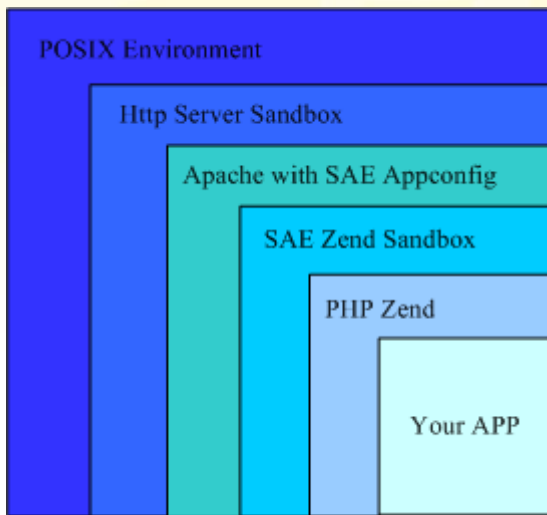 POSIX Environment
Http Server Sandbox
Apache with SAE Appconfig
SAE Zend Sandbox
PHP Zend
Your APP